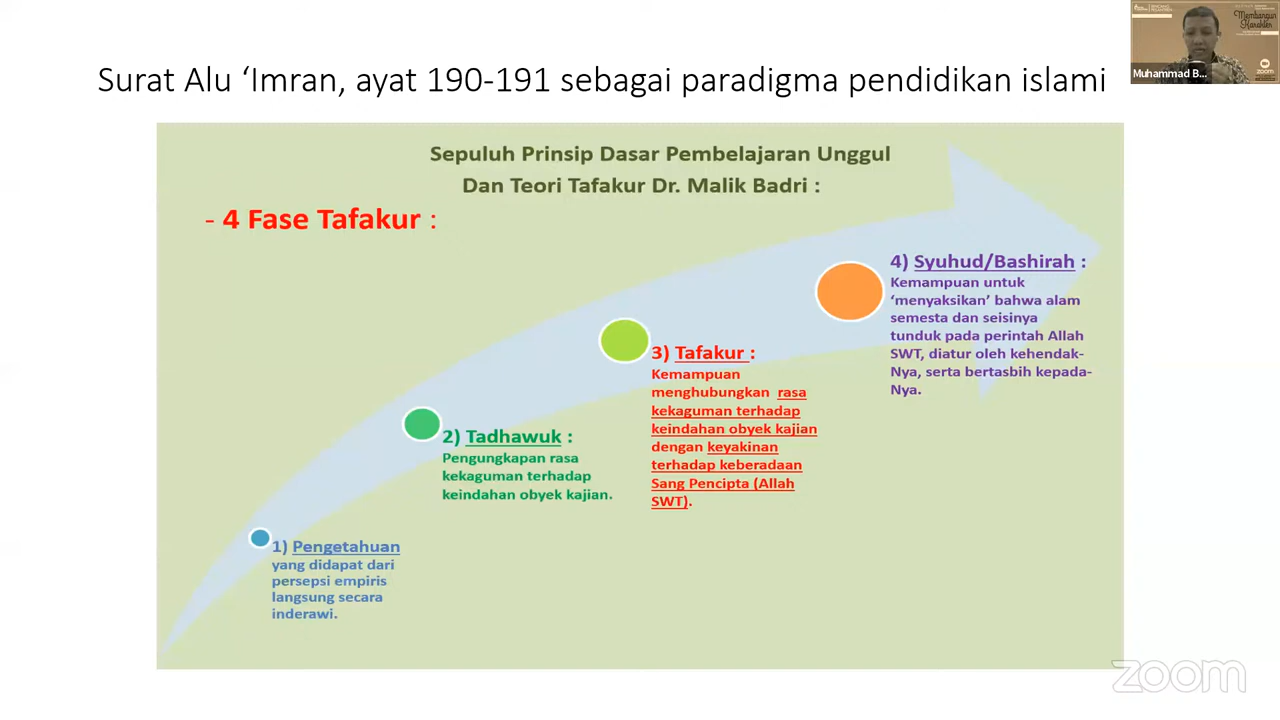 Surat Alu ‘Imran, ayat 190-191 sebagai paradigma pendidikan islami
Membangun
Karakter
zoom
Muhammad B...
Sepuluh Prinsip Dasar Pembelajaran Unggul
Dan Teori Tafakur Dr. Malik Badri :
- 4 Fase Tafakur :
1) Pengetahuan
yang didapat dari
persepsi empiris
langsung secara
inderawi.
2) Tadhawuk :
Pengungkapan rasa
kekaguman terhadap
keindahan obyek kajian.
3) Tafakur :
Kemampuan
menghubungkan rasa
kekaguman terhadap
keindahan obyek kajian
dengan keyakinan
terhadap keberadaan
Sang Pencipta (Allah
SWT).
4) Syuhud/Bashirah :
Kemampuan untuk
‘menyaksikan’ bahwa alam
semesta dan seisinya
tunduk pada perintah Allah
SWT, diatur oleh kehendak-
Nya, serta bertasbih kepada-
Nya.
zoom